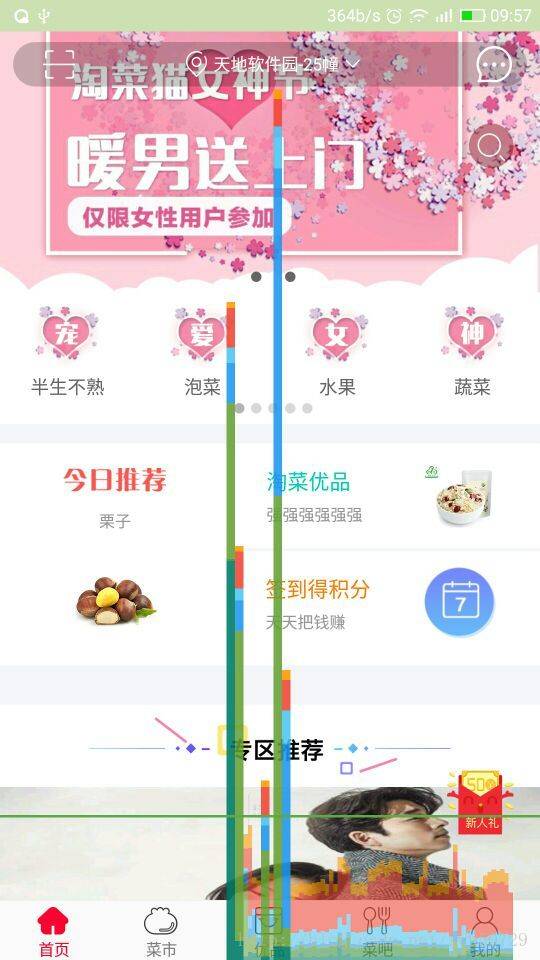 364b/s 09:57
天地软件园-25幢
淘菜猫女神节
暖男送上门
仅限女性用户参加
宠 爱 女 神
半生不熟 泡菜 水果 蔬菜
今日推荐
栗子
淘菜优品
强强强强强强
签到得积分
7
天天把钱赚
专区推荐
新人礼
首页 菜市 优品 菜吧 我的